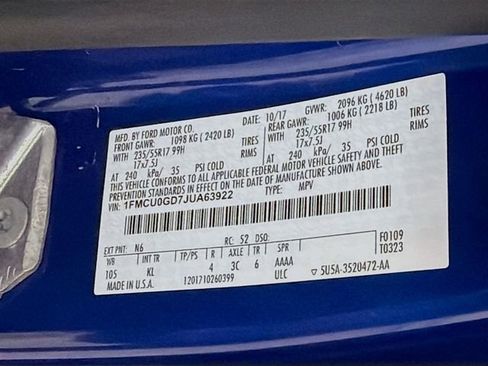 MFD. BY FORD MOTOR CO. DATE: 10/17 GVWR: 2096 KG ( 4620 LB)
FRONT GAWR: 1098 KG ( 2420 LB) REAR GAWR: 1006 KG ( 2218 LB)
WITH 235/55R17 99H TIRES WITH 235/55R17 99H TIRES
17x7.5J 17x7.5J
AT 240 kPa/ 35 PSI COLD AT 240 kPa/ 35 PSI COLD
THIS VEHICLE CONFORMS TO ALL APPLICABLE FEDERAL MOTOR VEHICLE SAFETY AND THEFT
PREVENTION STANDARDS IN EFFECT ON THE DATE OF MANUFACTURE SHOWN ABOVE.
VIN: 1FMCU0GD7JUA63922 TYPE: MPV
F0109
T0323
EXT PNT: N6 RC: 52 DSO:
WB INT TR TP/PS R AXLE TR SPR
105 KL 4 3C 6 AAAA
MADE IN U.S.A. 1201710260399 ULC 5U5A-3520472-AA